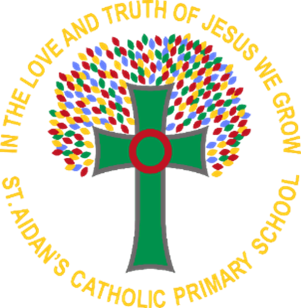 IN THE LOVE AND TRUTH OF JESUS WE GROW
ST. AIDAN'S CATHOLIC PRIMARY SCHOOL